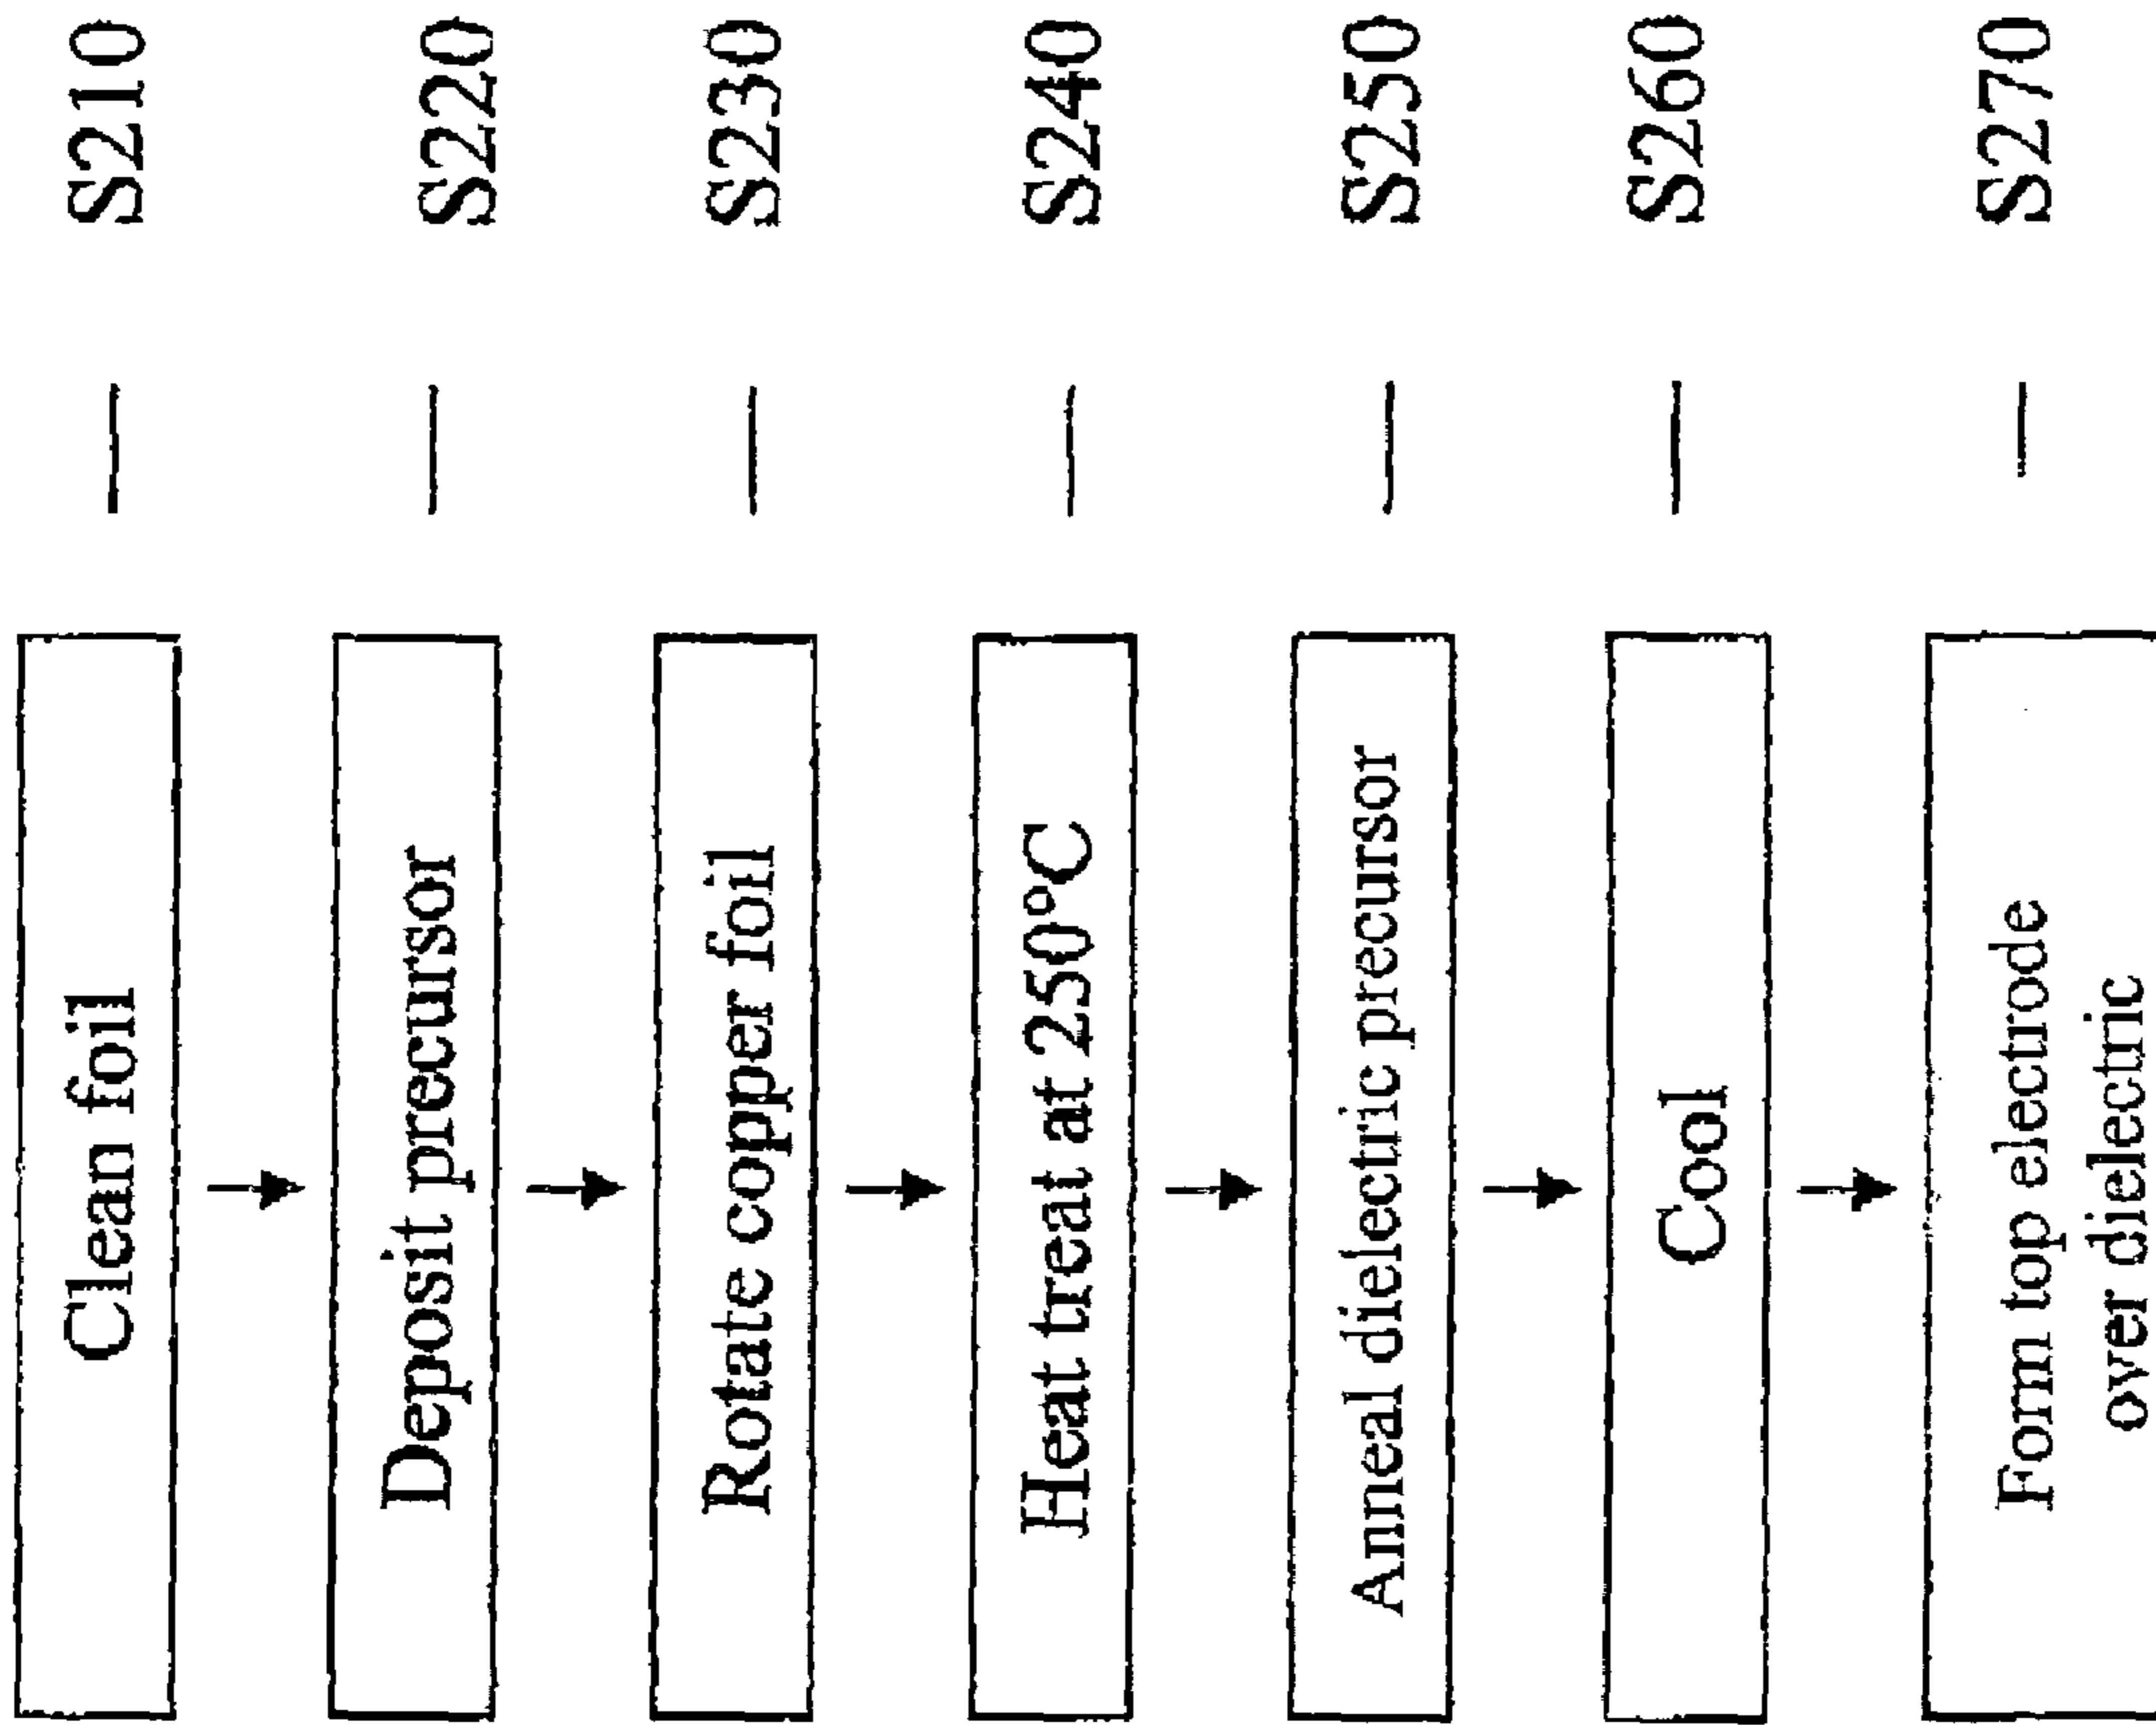 Clean foil
S210
Deposit precursor
S220
Rotate copper foil
S230
Heat treat at 250°C
S240
Anneal dielectric precursor
S250
Cool
S260
Form top electrode
over dielectric
S270